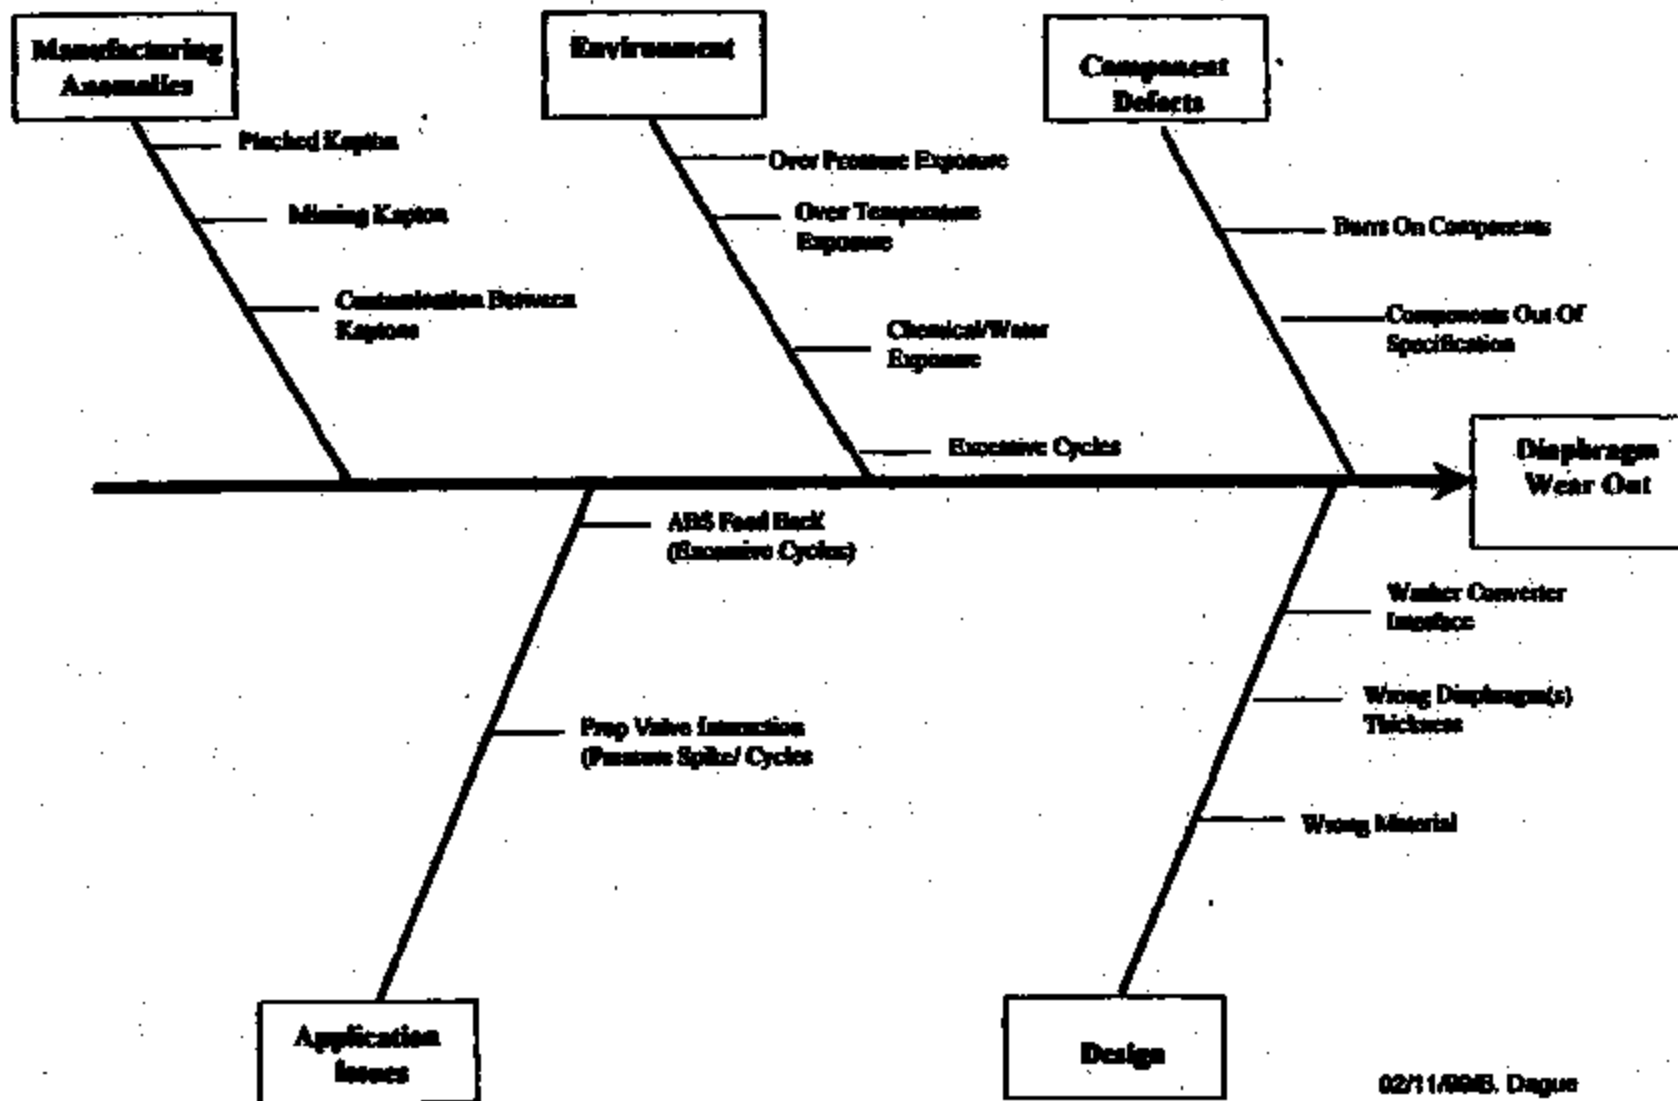 Manufacturing
Anomalies
Pinched Kapton
Missing Kapton
Contamination Between
Kaptons
Environment
Over Pressure Exposure
Over Temperature
Exposure
Chemical/Water
Exposure
Excessive Cycles
Component
Defects
Burrs On Components
Components Out Of
Specification
Diaphragm
Wear Out
ABS Feed Back
(Excessive Cycles)
Prop Valve Interaction
(Pressure Spike/ Cycles
Application
Issues
Washer Converter
Interface
Wrong Diaphragm(s)
Thickness
Wrong Material
Design
02/11/99/B. Dague